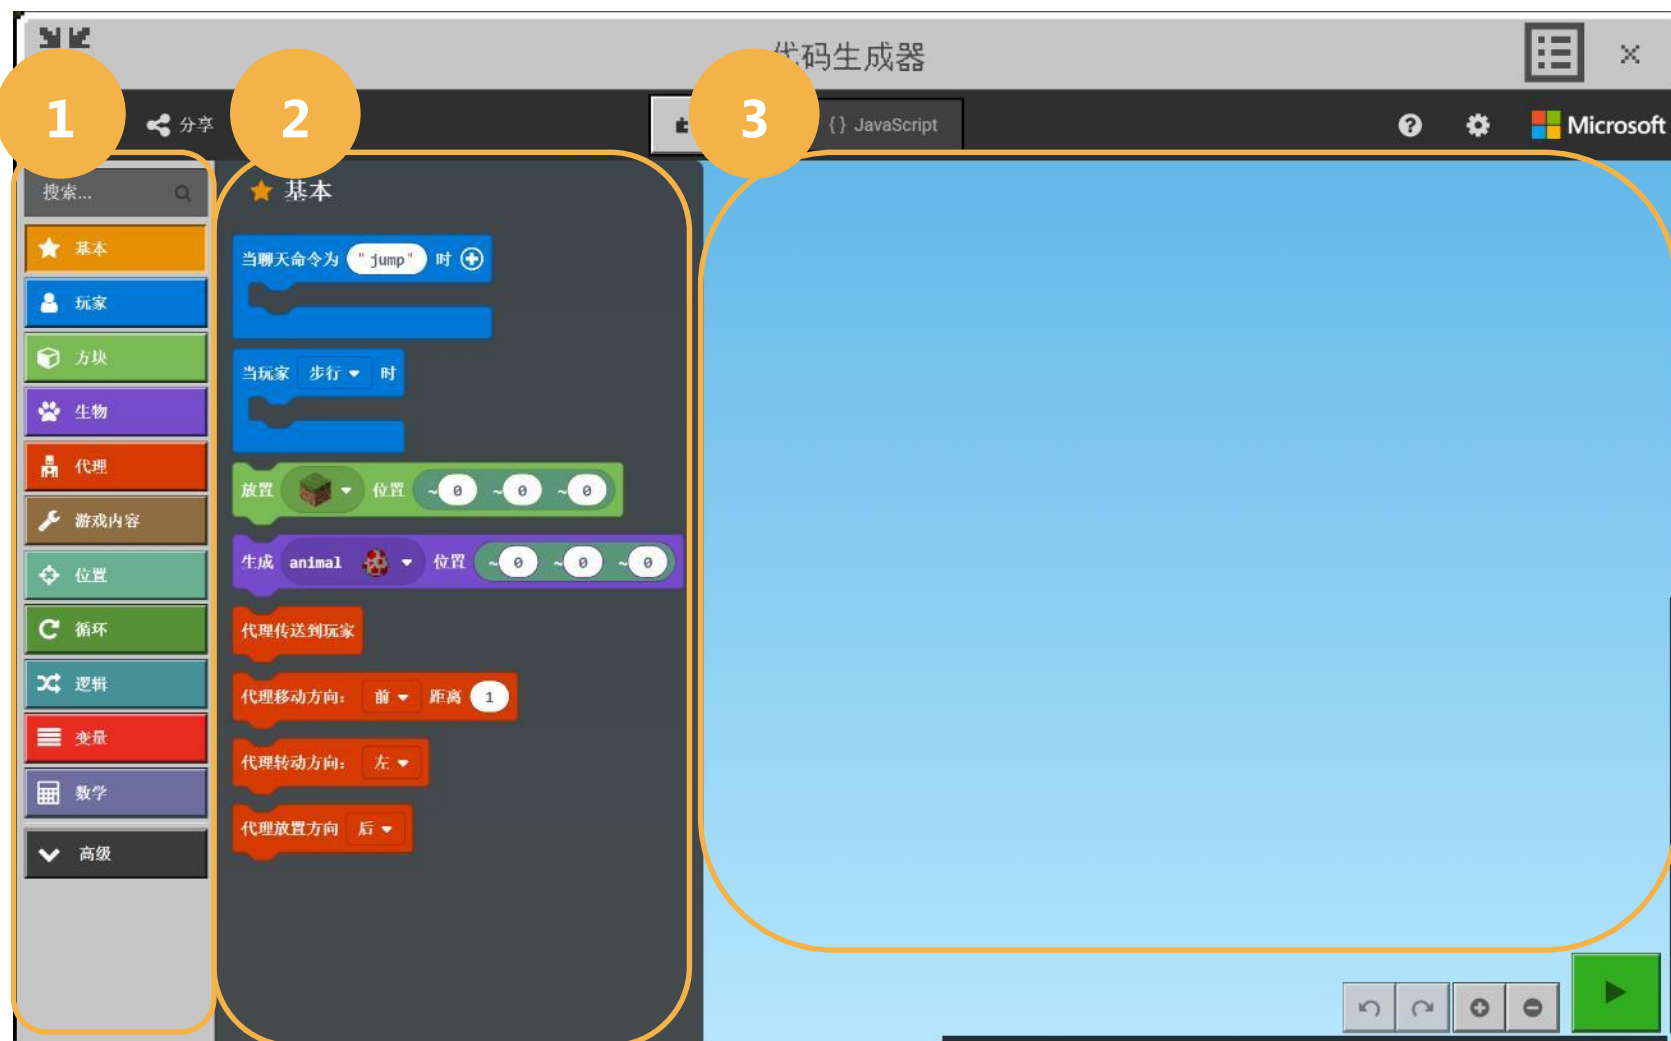 代码生成器
1
2
3
分享
{} JavaScript
Microsoft
搜索...
基本
玩家
方块
生物
代理
游戏内容
位置
循环
逻辑
变量
数学
高级
基本
当聊天命令为 "jump" 时
当玩家 步行 时
放置 位置 ~0 ~0 ~0
生成 animal 位置 ~0 ~0 ~0
代理传送到玩家
代理移动方向: 前 距离 1
代理转动方向: 左
代理放置方向 后